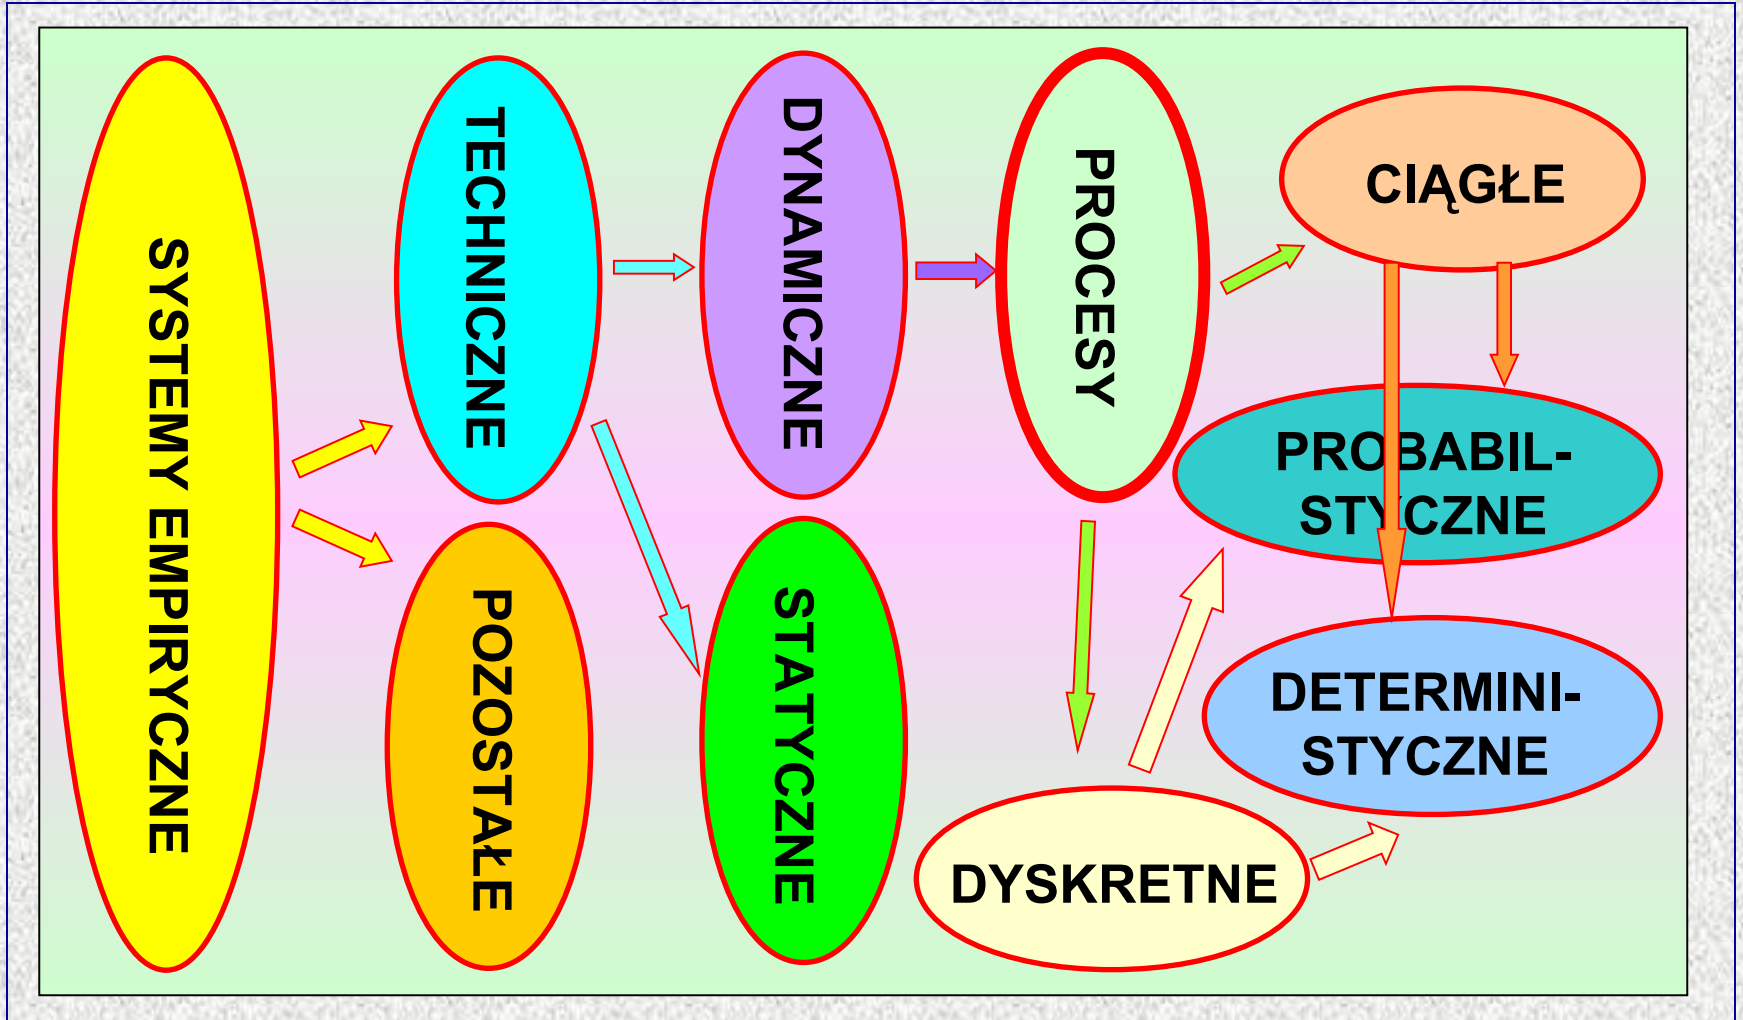 SYSTEMY EMPIRYCZNE
TECHNICZNE
POZOSTAŁE
DYNAMICZNE
STATYCZNE
PROCESY
CIĄGŁE
PROBABIL-
STYCZNE
DETERMINI-
STYCZNE
DYSKRETNE